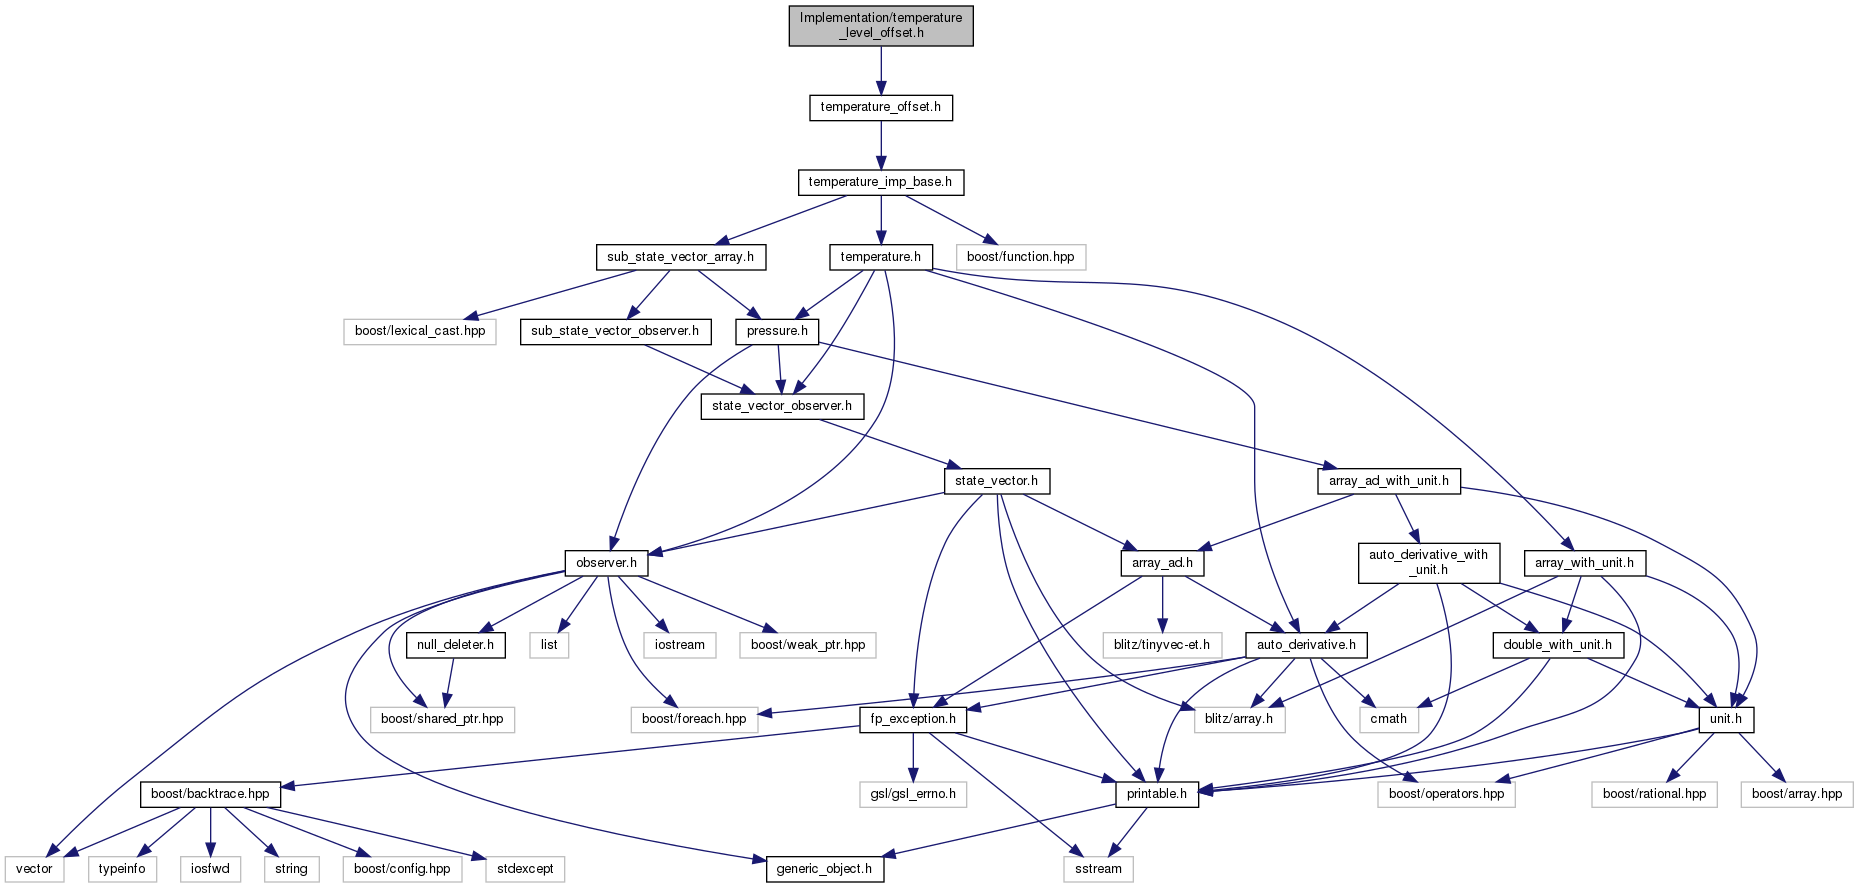 Implementation/temperature
_level_offset.h
temperature_offset.h
temperature_imp_base.h
sub_state_vector_array.h
temperature.h
boost/function.hpp
boost/lexical_cast.hpp
sub_state_vector_observer.h
pressure.h
state_vector_observer.h
state_vector.h
array_ad_with_unit.h
observer.h
array_ad.h
auto_derivative_with
_unit.h
array_with_unit.h
null_deleter.h
list
iostream
boost/weak_ptr.hpp
blitz/tinyvec-et.h
auto_derivative.h
double_with_unit.h
boost/shared_ptr.hpp
boost/foreach.hpp
fp_exception.h
blitz/array.h
cmath
unit.h
boost/backtrace.hpp
gsl/gsl_errno.h
printable.h
boost/operators.hpp
boost/rational.hpp
boost/array.hpp
vector
typeinfo
iosfwd
string
boost/config.hpp
stdexcept
generic_object.h
sstream